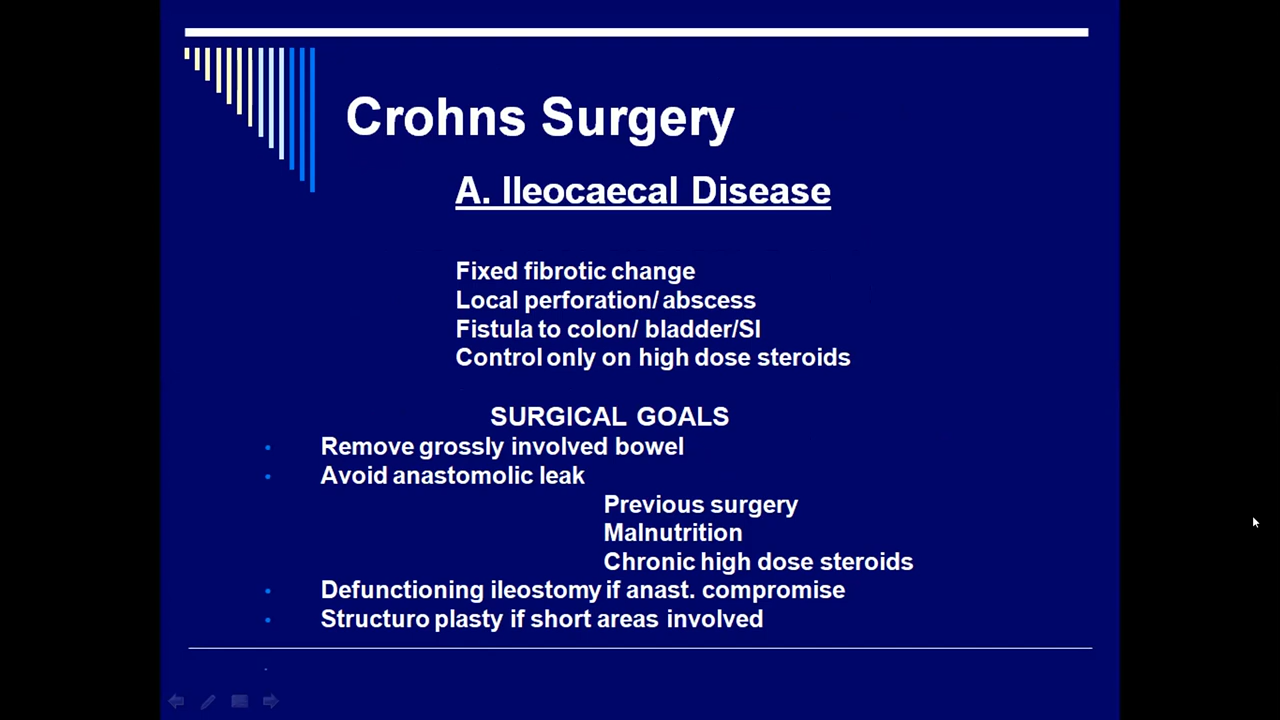 Crohns Surgery
A. Ileocaecal Disease
Fixed fibrotic change
Local perforation/ abscess
Fistula to colon/ bladder/SI
Control only on high dose steroids
SURGICAL GOALS
• Remove grossly involved bowel
• Avoid anastomolic leak
Previous surgery
Malnutrition
Chronic high dose steroids
• Defunctioning ileostomy if anast. compromise
• Structuro plasty if short areas involved